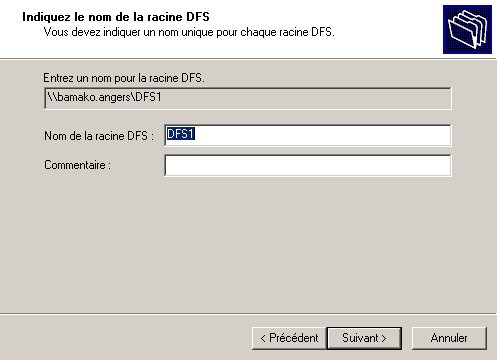 Indiquez le nom de la racine DFS
Vous devez indiquer un nom unique pour chaque racine DFS.
Entrez un nom pour la racine DFS.
\\bamako.angers\DFS1
Nom de la racine DFS : DFS1
Commentaire :
< Précédent Suivant > Annuler